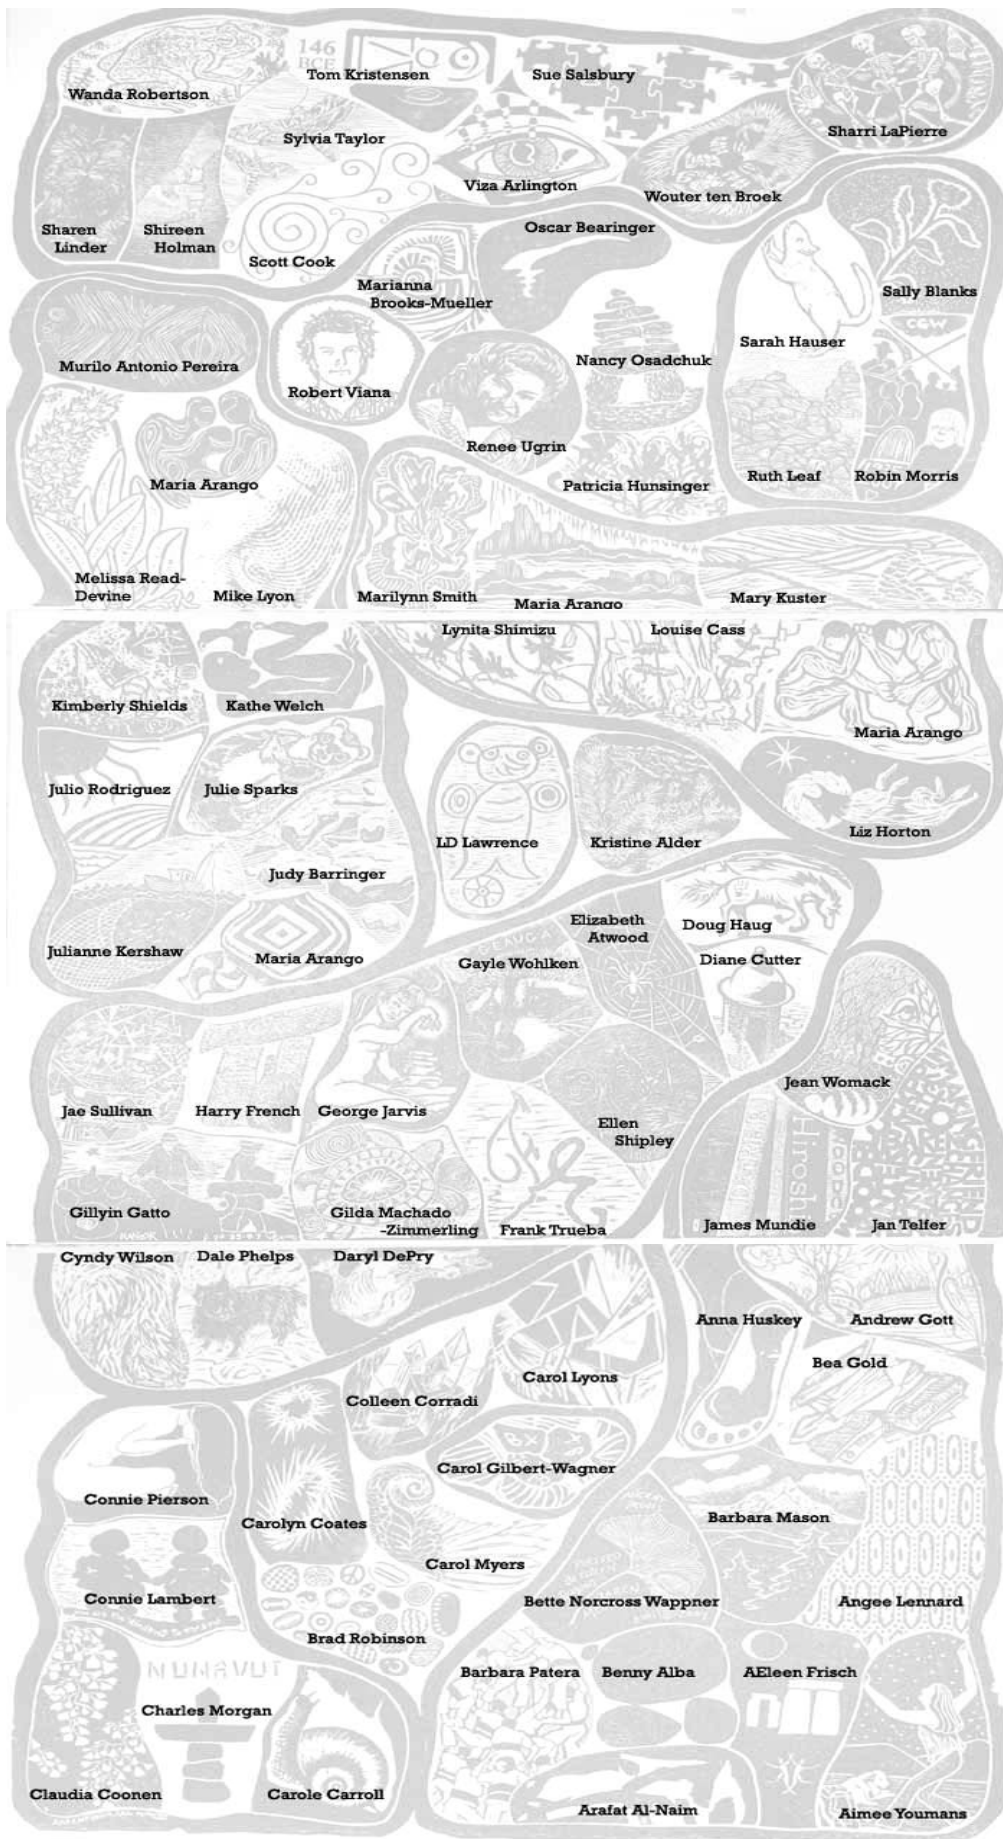 146
BCE
Tom Kristensen
Sue Salsbury
Wanda Robertson
Sharri LaPierre
Sylvia Taylor
Viza Arlington
Wouter ten Broek
Sharen
Linder
Shireen
Holman
Oscar Bearinger
Scott Cook
Marianna
Brooks-Mueller
Sally Blanks
CGW
Sarah Hauser
Murilo Antonio Pereira
Nancy Osadchuk
Robert Viana
Renee Ugrin
Maria Arango
Patricia Hunsinger
Ruth Leaf
Robin Morris
Melissa Read-
Devine
Mike Lyon
Marilynn Smith
Maria Arango
Mary Kuster
Lynita Shimizu
Louise Cass
Kimberly Shields
Kathe Welch
Maria Arango
Julio Rodriguez
Julie Sparks
Liz Horton
LD Lawrence
Kristine Alder
Judy Barringer
Elizabeth
Atwood
Doug Haug
Julianne Kershaw
Maria Arango
Gayle Wohlken
Diane Cutter
Jean Womack
Jae Sullivan
Harry French
George Jarvis
Ellen
Shipley
Hirosh
Gillyin Gatto
Gilda Machado
-Zimmerling
Frank Trueba
James Mundie
Jan Telfer
Cyndy Wilson
Dale Phelps
Daryl DePry
Anna Huskey
Andrew Gott
Bea Gold
Carol Lyons
Colleen Corradi
Carol Gilbert-Wagner
Connie Pierson
Carolyn Coates
Barbara Mason
Carol Myers
Connie Lambert
Bette Norcross Wappner
Angee Lennard
Brad Robinson
NUNAVUT
Barbara Patera
Benny Alba
AEleen Frisch
Charles Morgan
Claudia Coonen
Carole Carroll
Arafat Al-Naim
Aimee Youmans